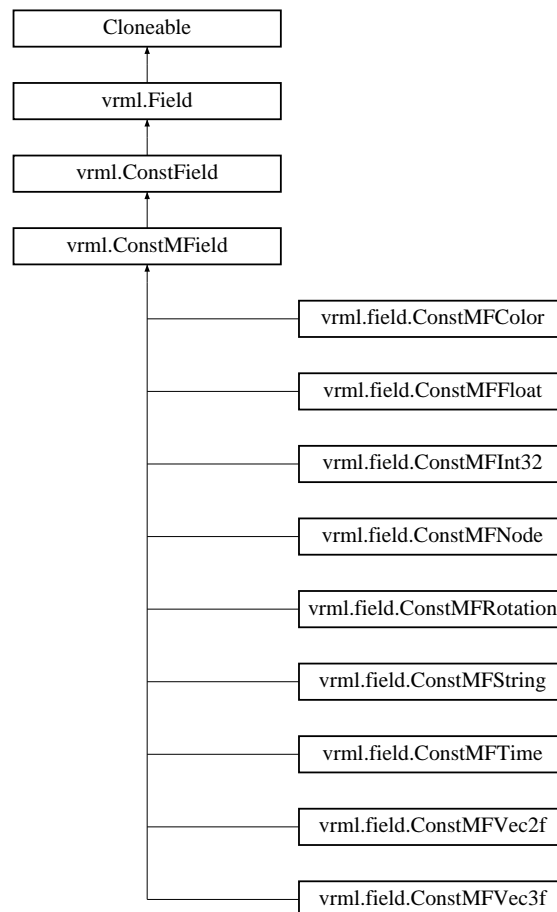 Cloneable
vrml.Field
vrml.ConstField
vrml.ConstMField
vrml.field.ConstMFColor
vrml.field.ConstMFFloat
vrml.field.ConstMFInt32
vrml.field.ConstMFNode
vrml.field.ConstMFRotation
vrml.field.ConstMFString
vrml.field.ConstMFTime
vrml.field.ConstMFVec2f
vrml.field.ConstMFVec3f